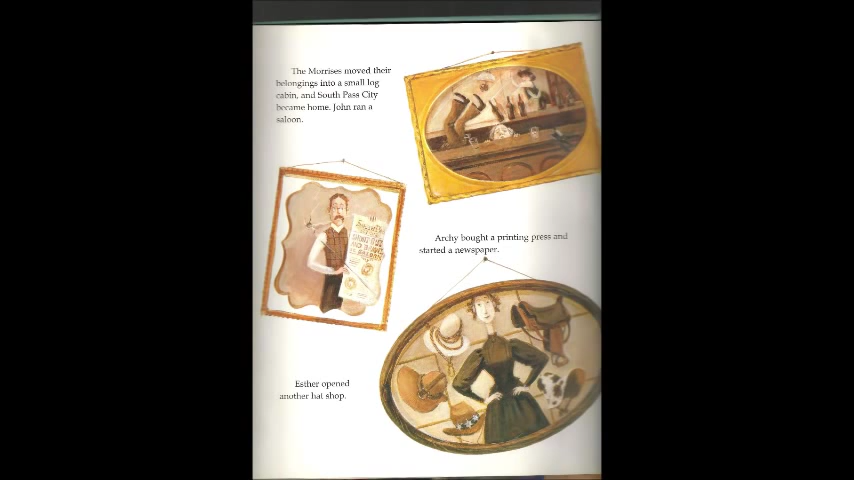 The Morrises moved their
belongings into a small log
cabin, and South Pass City
became home. John ran a
saloon.
Archy bought a printing press and
started a newspaper.
Esther opened
another hat shop.